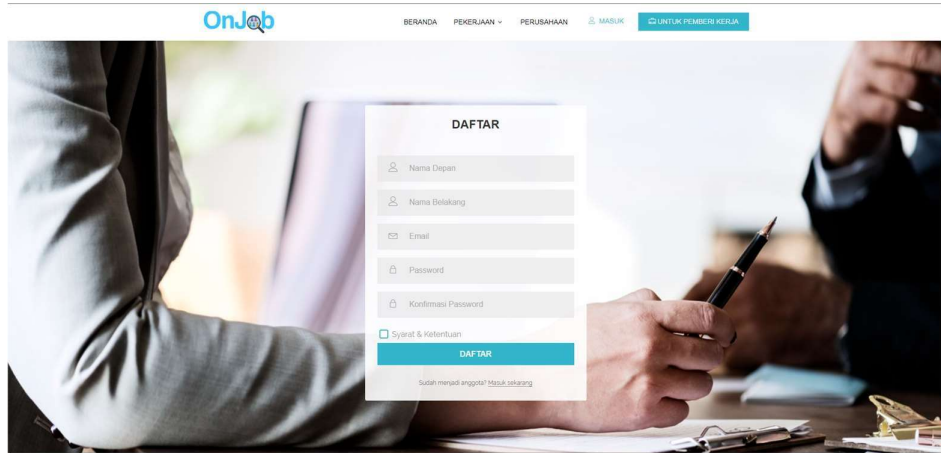 OnJob
BERANDA PEKERJAAN PERUSAHAAN MASUK UNTUK PEMBERI KERJA
DAFTAR
Nama Depan
Nama Belakang
Email
Password
Konfirmasi Password
Syarat & Ketentuan
DAFTAR
Sudah menjadi anggota? Masuk sekarang